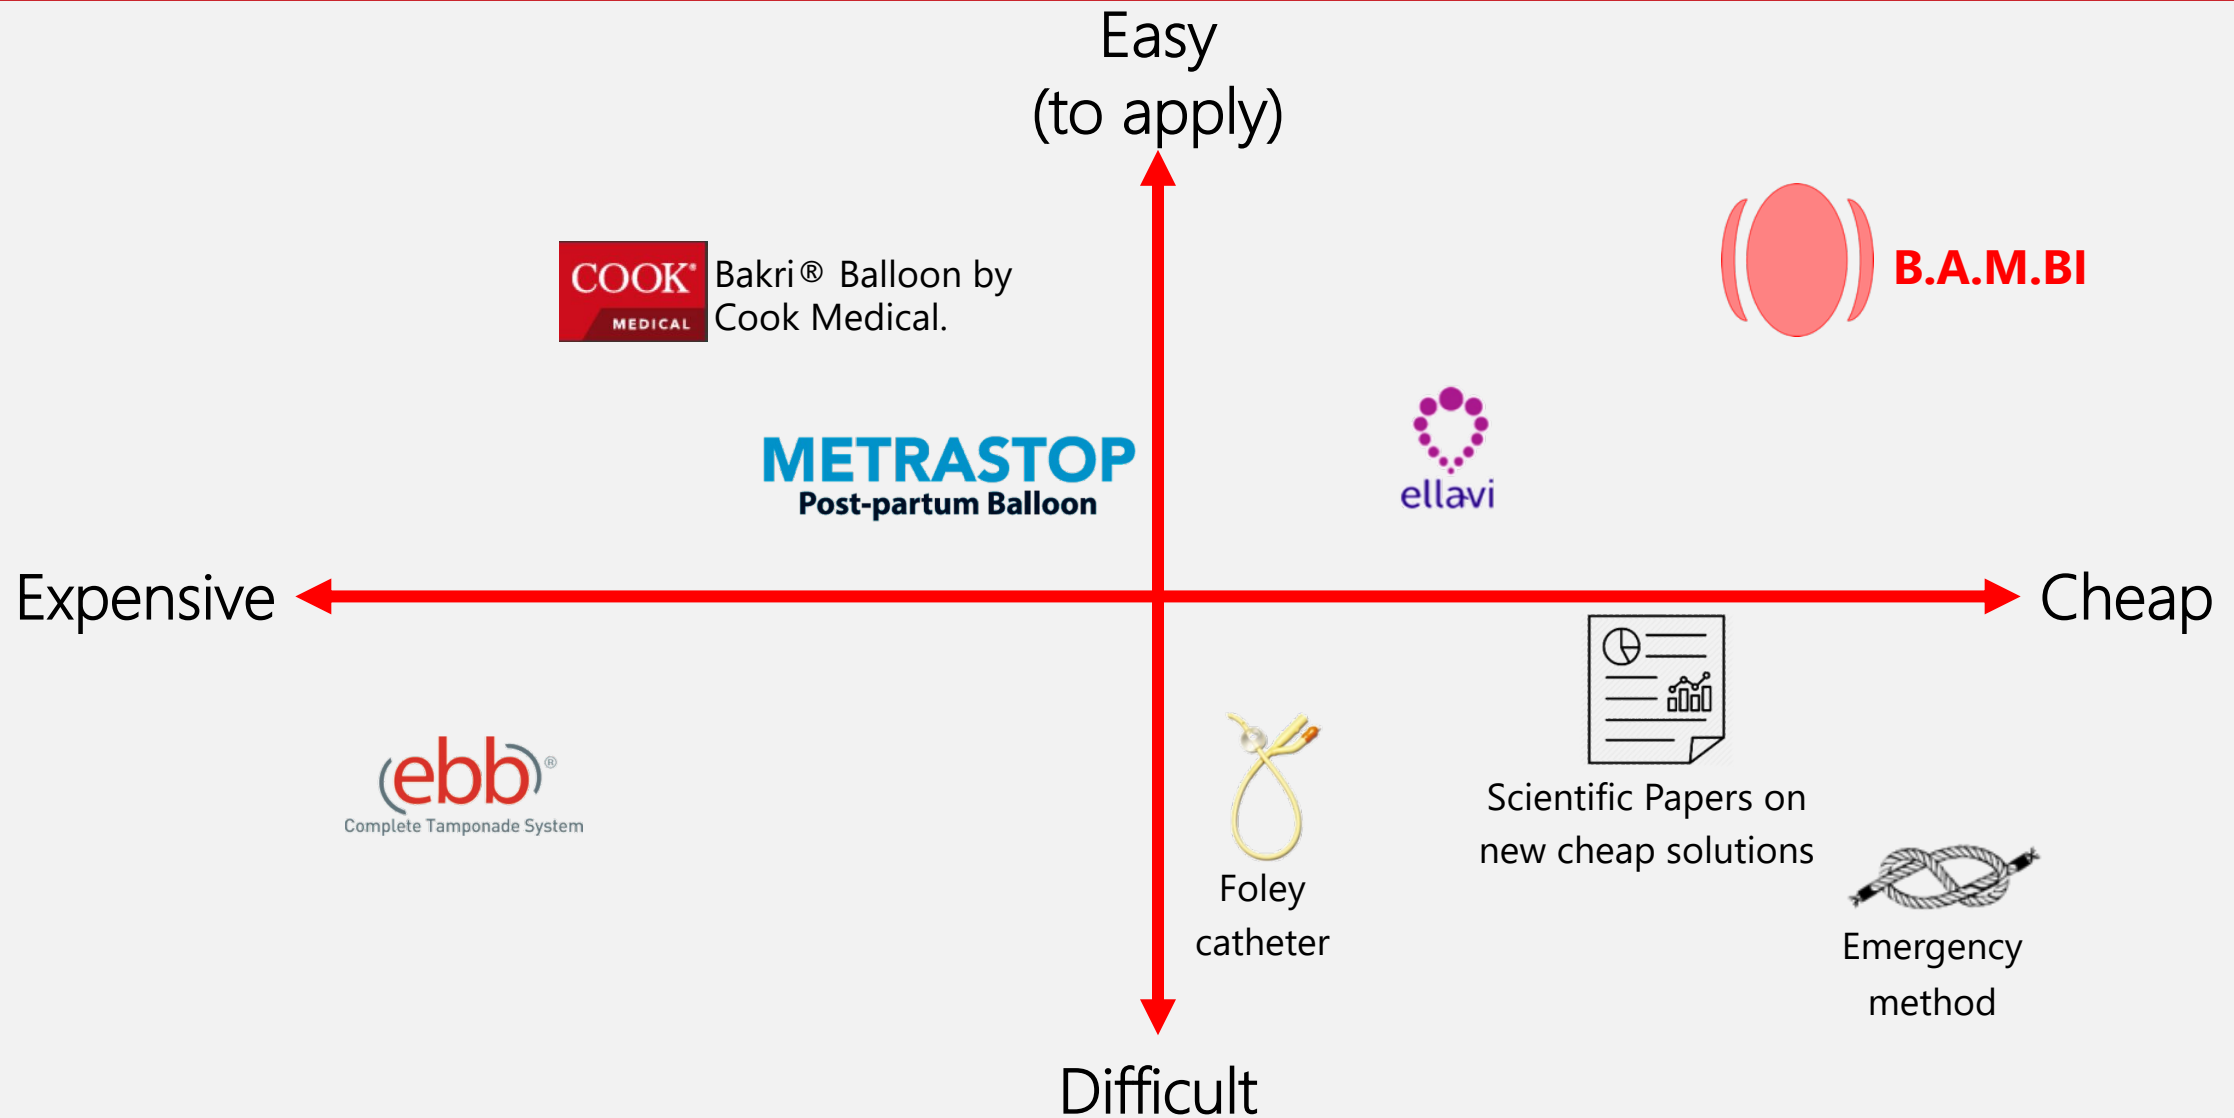 Easy
(to apply)
COOK®
MEDICAL
Bakri® Balloon by
Cook Medical.
B.A.M.BI
METRASTOP
Post-partum Balloon
ellavi
Expensive
Cheap
ebb®
Complete Tamponade System
Scientific Papers on
new cheap solutions
Foley
catheter
Emergency
method
Difficult